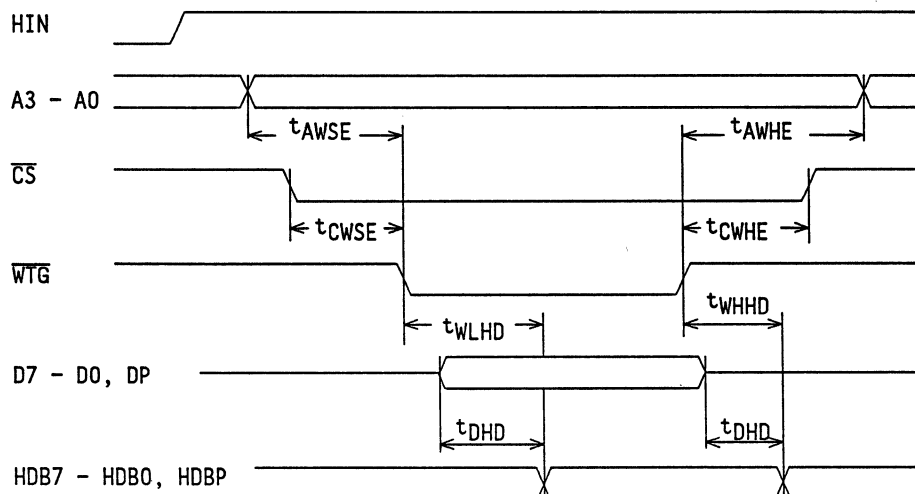 HIN
A3 - A0
tAWSE
tAWHE
CS
tCWSE
tCWHE
WTG
tWLHD
tWHHD
D7 - D0, DP
tDHD
tDHD
HDB7 - HDB0, HDBP